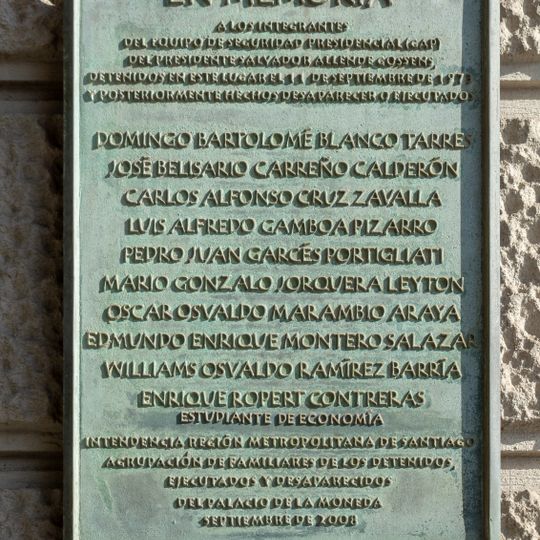 EN MEMORIA
A LOS INTEGRANTES
DEL EQUIPO DE SEGURIDAD PRESIDENCIAL (GAP)
DEL PRESIDENTE SALVADOR ALLENDE GOSSENS,
DETENIDOS EN ESTE LUGAR EL 11 DE SEPTIEMBRE DE 1973
Y POSTERIORMENTE HECHOS DESAPARECER O EJECUTADOS
DOMINGO BARTOLOMÉ BLANCO TARRES
JOSÉ BELISARIO CARREÑO CALDERÓN
CARLOS ALFONSO CRUZ ZAVALLA
LUIS ALFREDO GAMBOA PIZARRO
PEDRO JUAN GARCÉS PORTIGLIATI
MARIO GONZALO JORQUERA LEYTON
OSCAR OSVALDO MARAMBIO ARAYA
EDMUNDO ENRIQUE MONTERO SALAZAR
WILLIAMS OSVALDO RAMÍREZ BARRÍA
ENRIQUE ROPERT CONTRERAS
ESTUDIANTE DE ECONOMÍA
INTENDENCIA REGIÓN METROPOLITANA DE SANTIAGO
AGRUPACIÓN DE FAMILIARES DE LOS DETENIDOS,
EJECUTADOS Y DESAPARECIDOS
DEL PALACIO DE LA MONEDA
SEPTIEMBRE DE 2008